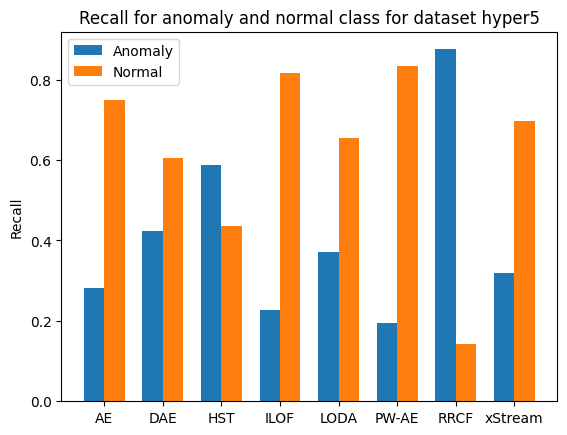 Recall for anomaly and normal class for dataset hyper5
Anomaly
Normal
Recall
0.8
0.6
0.4
0.2
0.0
AE DAE HST ILOF LODA PW-AE RRCF xStream